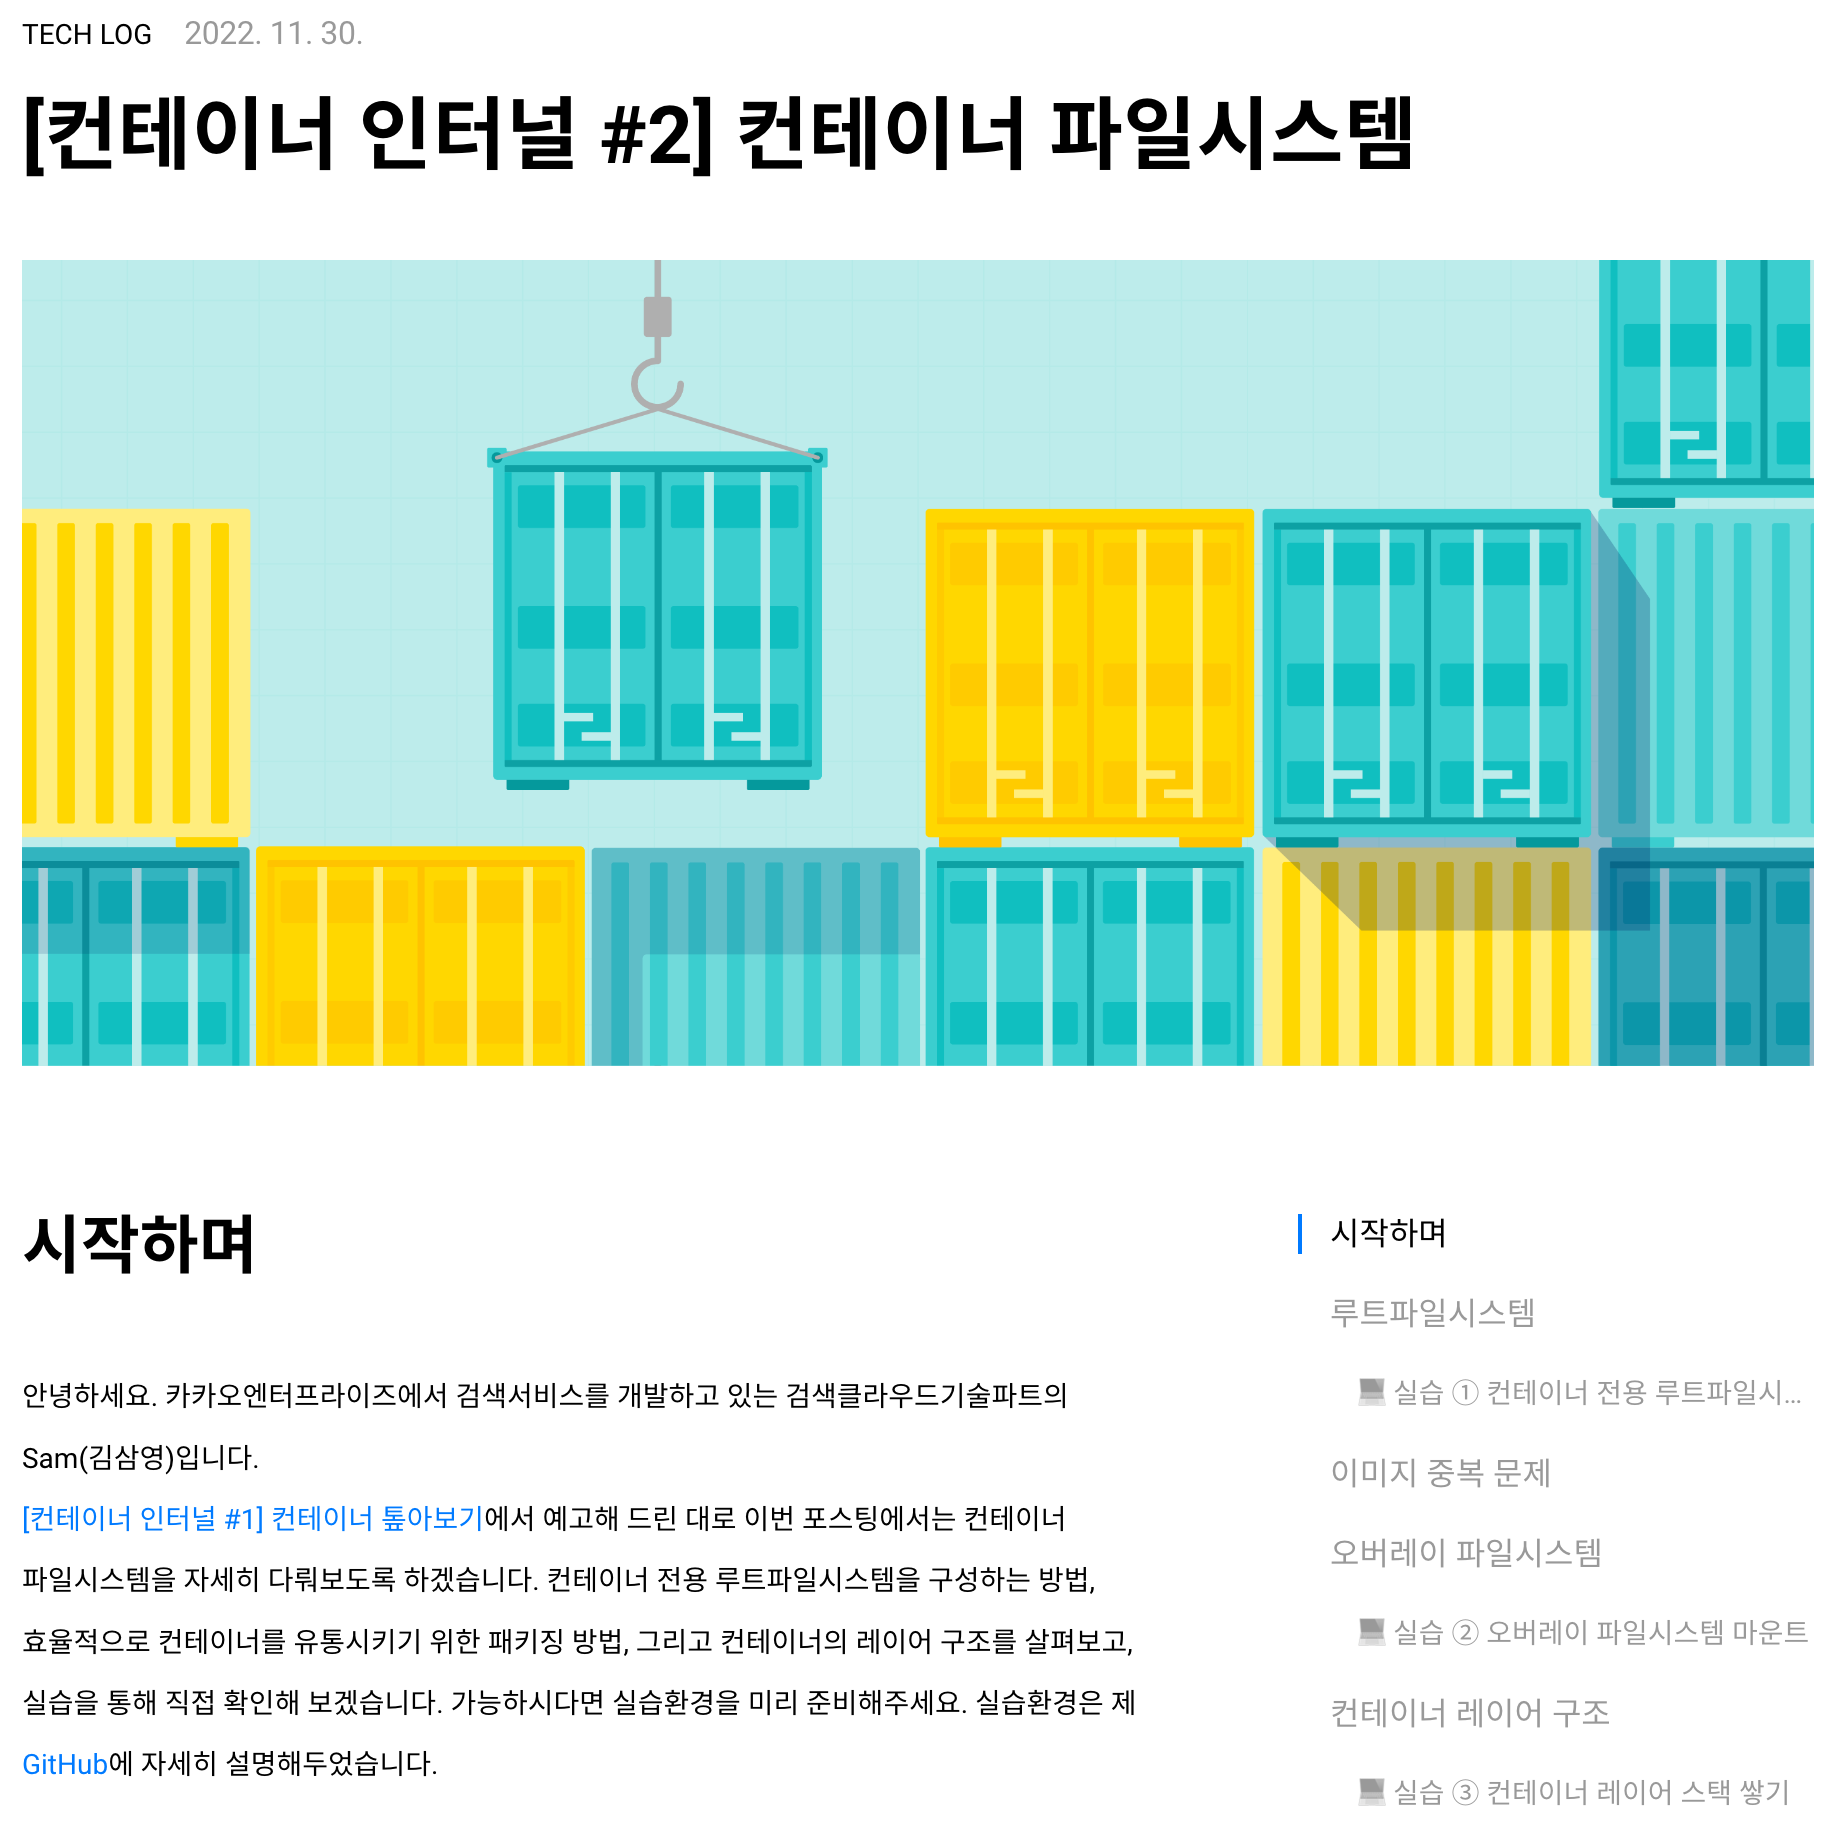 TECH LOG 2022. 11. 30.
[컨테이너 인터널 #2] 컨테이너 파일시스템
시작하며
안녕하세요. 카카오엔터프라이즈에서 검색서비스를 개발하고 있는 검색클라우드기술파트의
Sam(김삼영)입니다.
[컨테이너 인터널 #1] 컨테이너 톺아보기에서 예고해 드린 대로 이번 포스팅에서는 컨테이너
파일시스템을 자세히 다뤄보도록 하겠습니다. 컨테이너 전용 루트파일시스템을 구성하는 방법,
효율적으로 컨테이너를 유통시키기 위한 패키징 방법, 그리고 컨테이너의 레이어 구조를 살펴보고,
실습을 통해 직접 확인해 보겠습니다. 가능하시다면 실습환경을 미리 준비해주세요. 실습환경은 제
GitHub에 자세히 설명해두었습니다.
시작하며
루트파일시스템
실습 ① 컨테이너 전용 루트파일시...
이미지 중복 문제
오버레이 파일시스템
실습 ② 오버레이 파일시스템 마운트
컨테이너 레이어 구조
실습 ③ 컨테이너 레이어 스택 쌓기